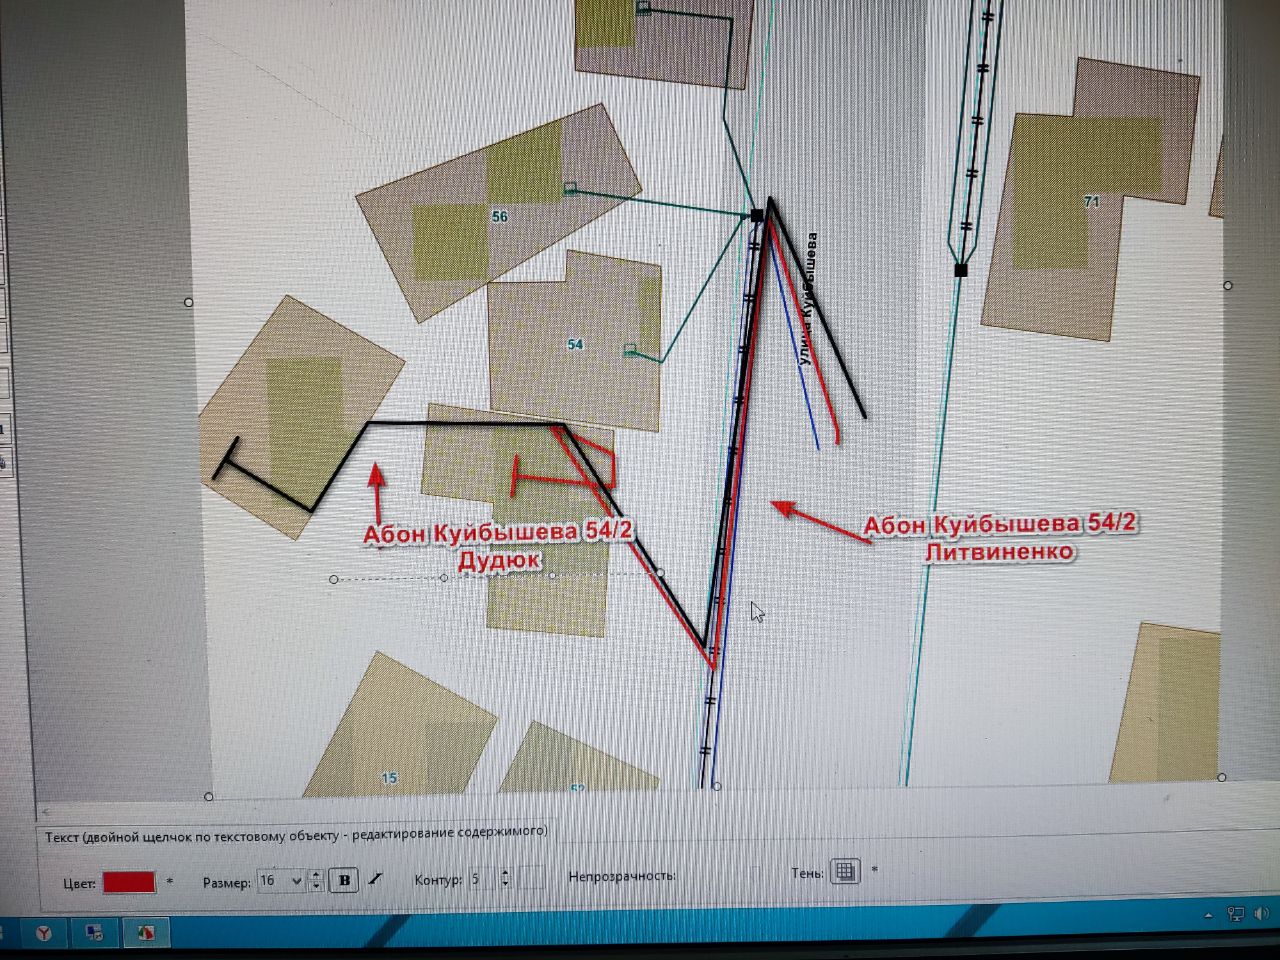 56
71
улица Куйбышева
54
Абон Куйбышева 54/2
Дудюк
Абон Куйбышева 54/2
Литвиненко
15
52
Текст (двойной щелчок по текстовому объекту - редактирование содержимого)
Цвет: * Размер: 16 B I Контур: 5 Непрозрачность: Тень: *